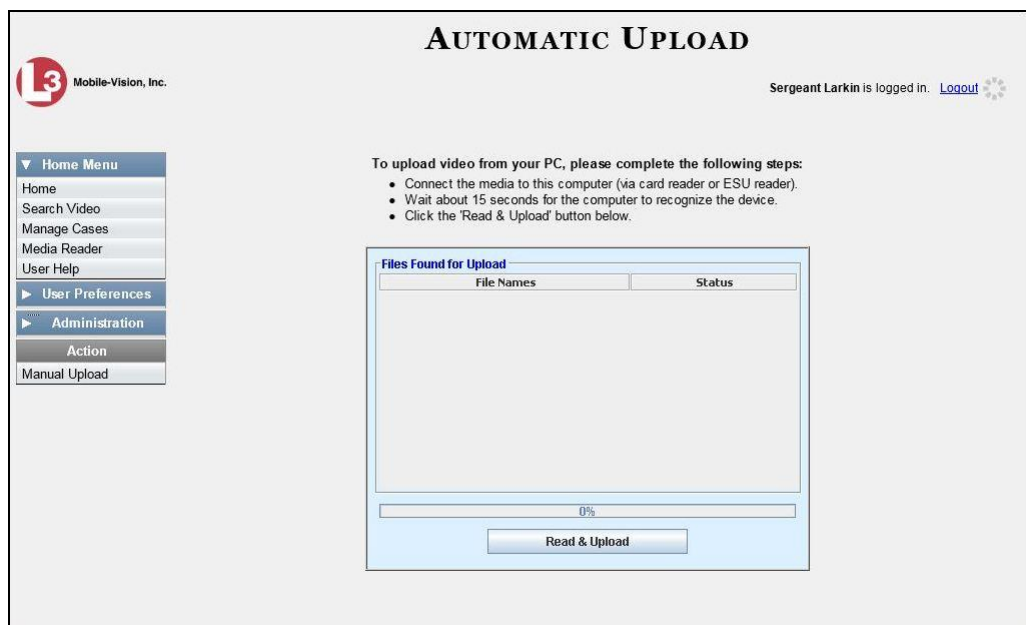 AUTOMATIC UPLOAD
L3 Mobile-Vision, Inc.
Sergeant Larkin is logged in. Logout
Home Menu
Home
Search Video
Manage Cases
Media Reader
User Help
User Preferences
Administration
Action
Manual Upload
To upload video from your PC, please complete the following steps:
• Connect the media to this computer (via card reader or ESU reader).
• Wait about 15 seconds for the computer to recognize the device.
• Click the 'Read & Upload' button below.
Files Found for Upload
File Names Status
0%
Read & Upload